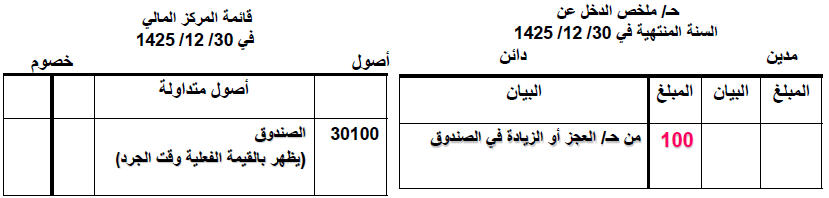 حـ/ ملخص الدخل عن
السنة المنتهية في 30/ 12/ 1425
مدين
دائن
المبلغ
البيان
المبلغ
البيان
100
من حـ/ العجز أو الزيادة في الصندوق
قائمة المركز المالي
في 30/ 12/ 1425
أصول
خصوم
أصول متداولة
30100
الصندوق
(يظهر بالقيمة الفعلية وقت الجرد)